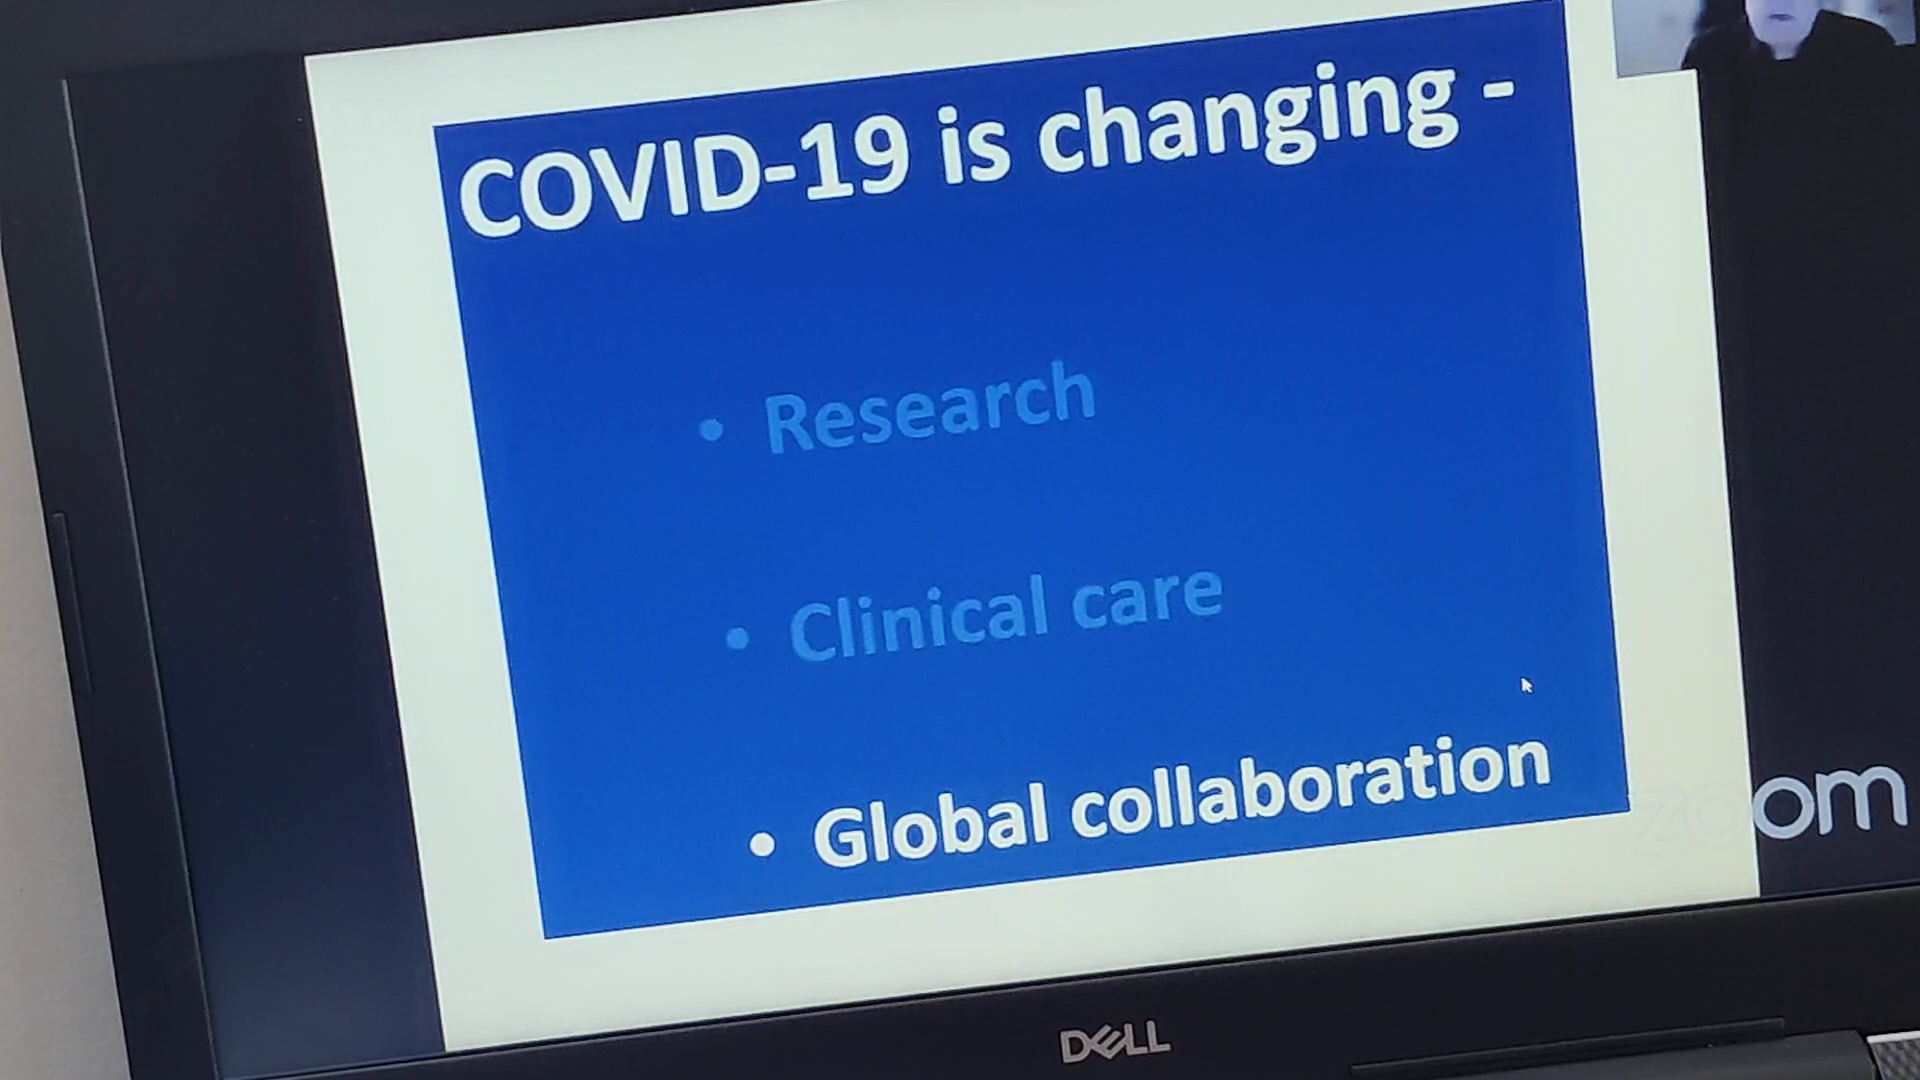 COVID-19 is changing -
• Research
• Clinical care
• Global collaboration
zoom
DELL